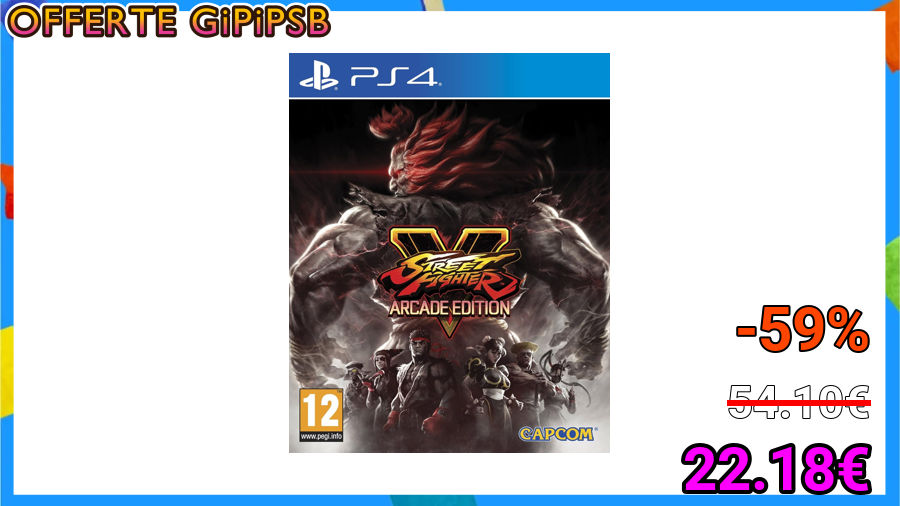 OFFERTE GiPiPSB
PS4
V
STREET
FIGHTER
ARCADE EDITION
12
www.pegi.info
CAPCOM
-59%
54.10€
22.18€